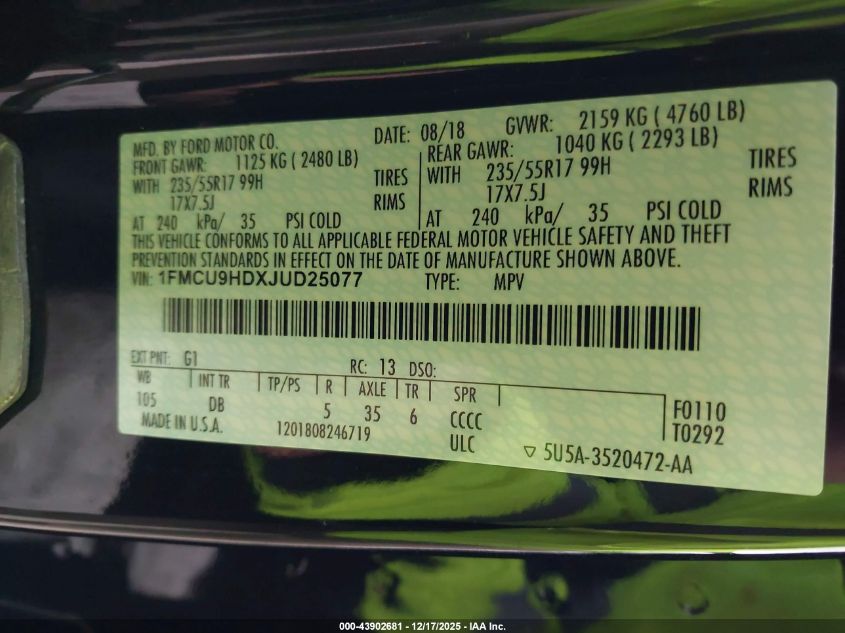 MFD. BY FORD MOTOR CO. DATE: 08/18 GVWR: 2159 KG ( 4760 LB)
FRONT GAWR: 1125 KG ( 2480 LB) REAR GAWR: 1040 KG ( 2293 LB)
WITH 235/55R17 99H TIRES WITH 235/55R17 99H TIRES
17X7.5J RIMS 17X7.5J RIMS
AT 240 kPa/ 35 PSI COLD AT 240 kPa/ 35 PSI COLD
THIS VEHICLE CONFORMS TO ALL APPLICABLE FEDERAL MOTOR VEHICLE SAFETY AND THEFT
PREVENTION STANDARDS IN EFFECT ON THE DATE OF MANUFACTURE SHOWN ABOVE.
VIN: 1FMCU9HDXJUD25077 TYPE: MPV
EXT PNT: G1 RC: 13 DSO:
WB INT TR TP/PS R AXLE TR SPR
105 DB 5 35 6 CCCC F0110
MADE IN U.S.A. 1201808246719 ULC T0292
▽ 5U5A-3520472-AA
000-43902681 - 12/17/2025 - IAA Inc.